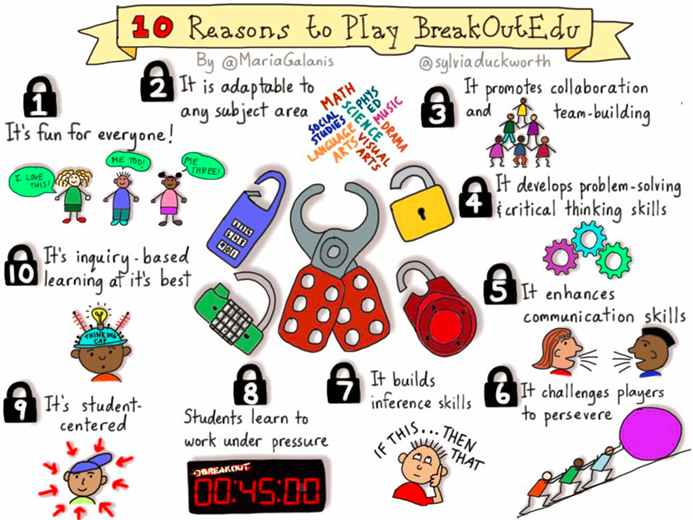 10 Reasons to Play BreakOutEdu
By @MariaGalanis
@sylviaduckworth
1
It's fun for everyone!
I LOVE THIS!
ME TOO!
ME THREE!
2
It is adaptable to
any subject area
MATH
PHYS ED
SCIENCE
MUSIC
SOCIAL STUDIES
DRAMA
LANGUAGE ARTS
VISUAL ARTS
3
It promotes collaboration
and team-building
4
It develops problem-solving
& critical thinking skills
5
It enhances
communication skills
6
It challenges players
to persevere
7
It builds
inference skills
IF THIS...THEN THAT
8
Students learn to
work under pressure
BREAKOUT
00:45:00
9
It's student-
centered
10
It's inquiry-based
learning at it's best
THINKING CAP